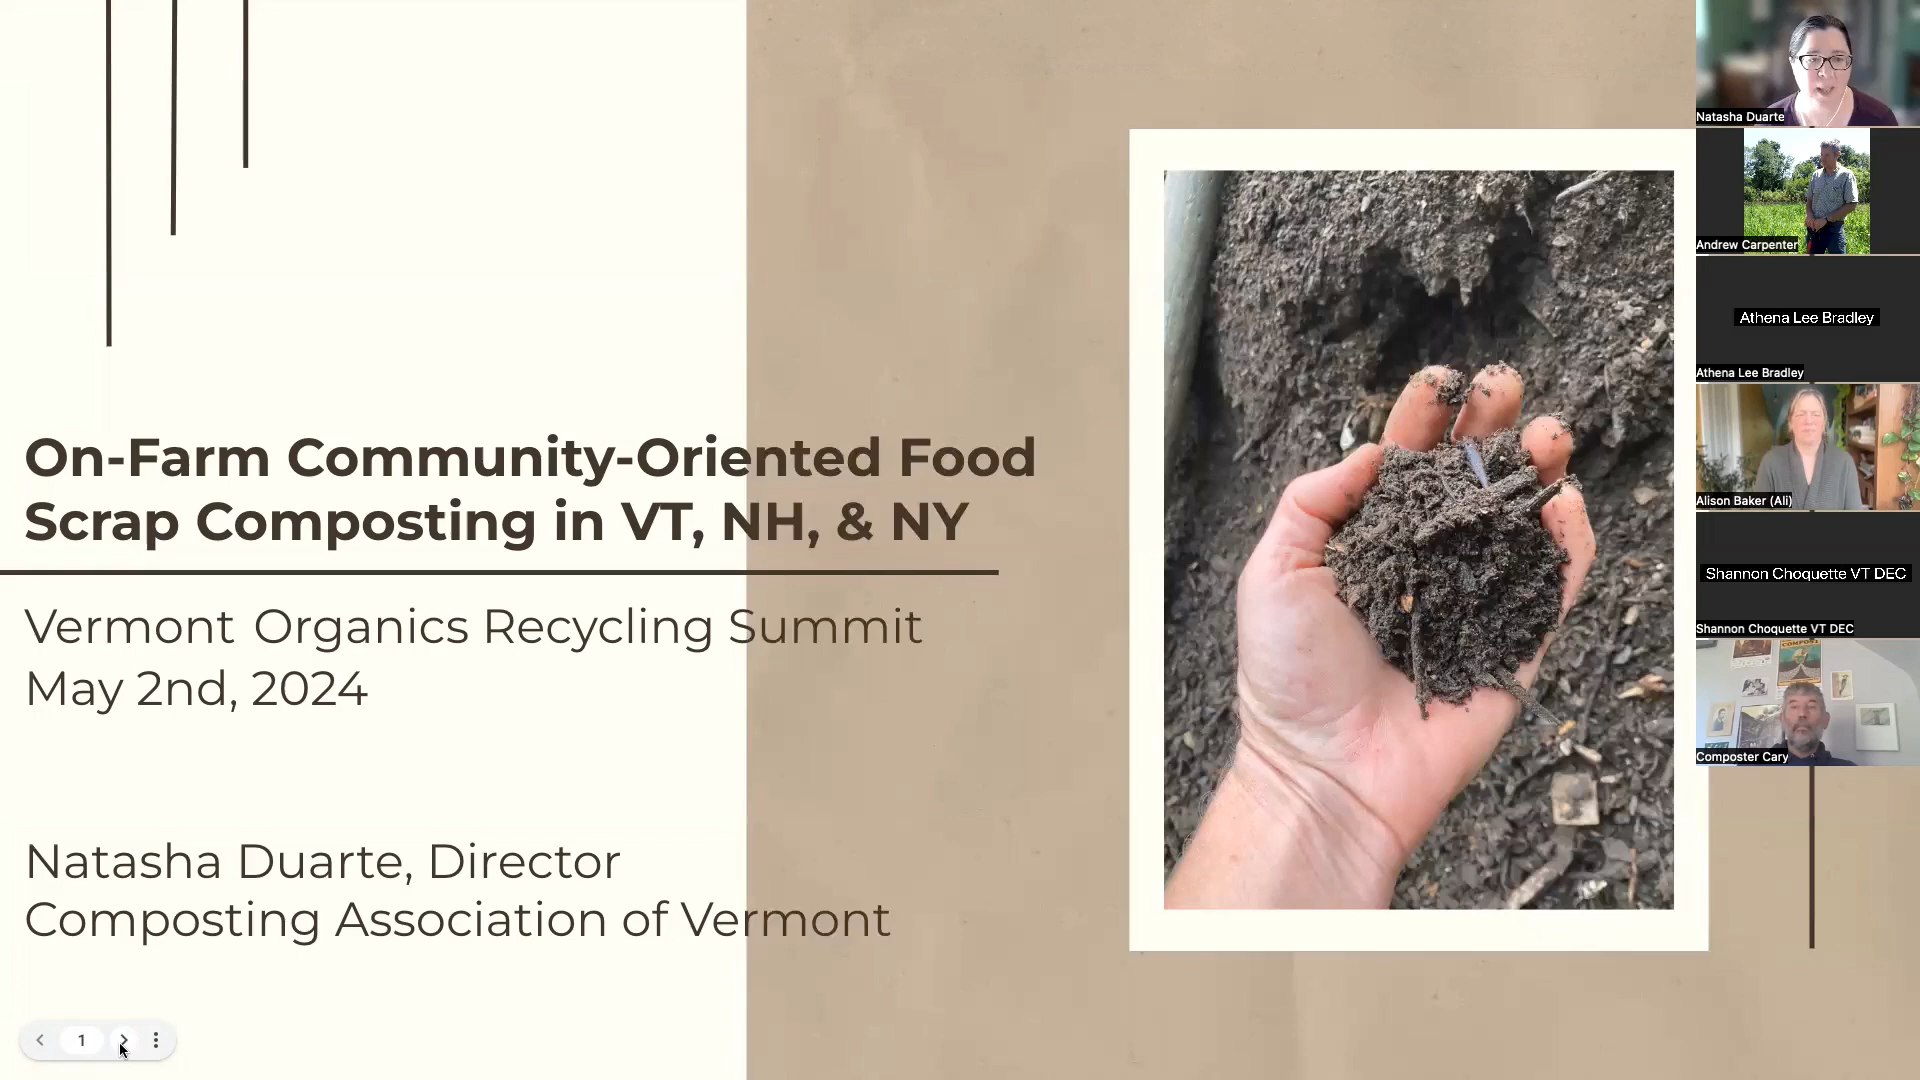 On-Farm Community-Oriented Food
Scrap Composting in VT, NH, & NY
Vermont Organics Recycling Summit
May 2nd, 2024
Natasha Duarte, Director
Composting Association of Vermont
1
Natasha Duarte
Andrew Carpenter
Athena Lee Bradley
Athena Lee Bradley
Alison Baker (Ali)
Shannon Choquette VT DEC
Shannon Choquette VT DEC
COMPOST
Composter Cary